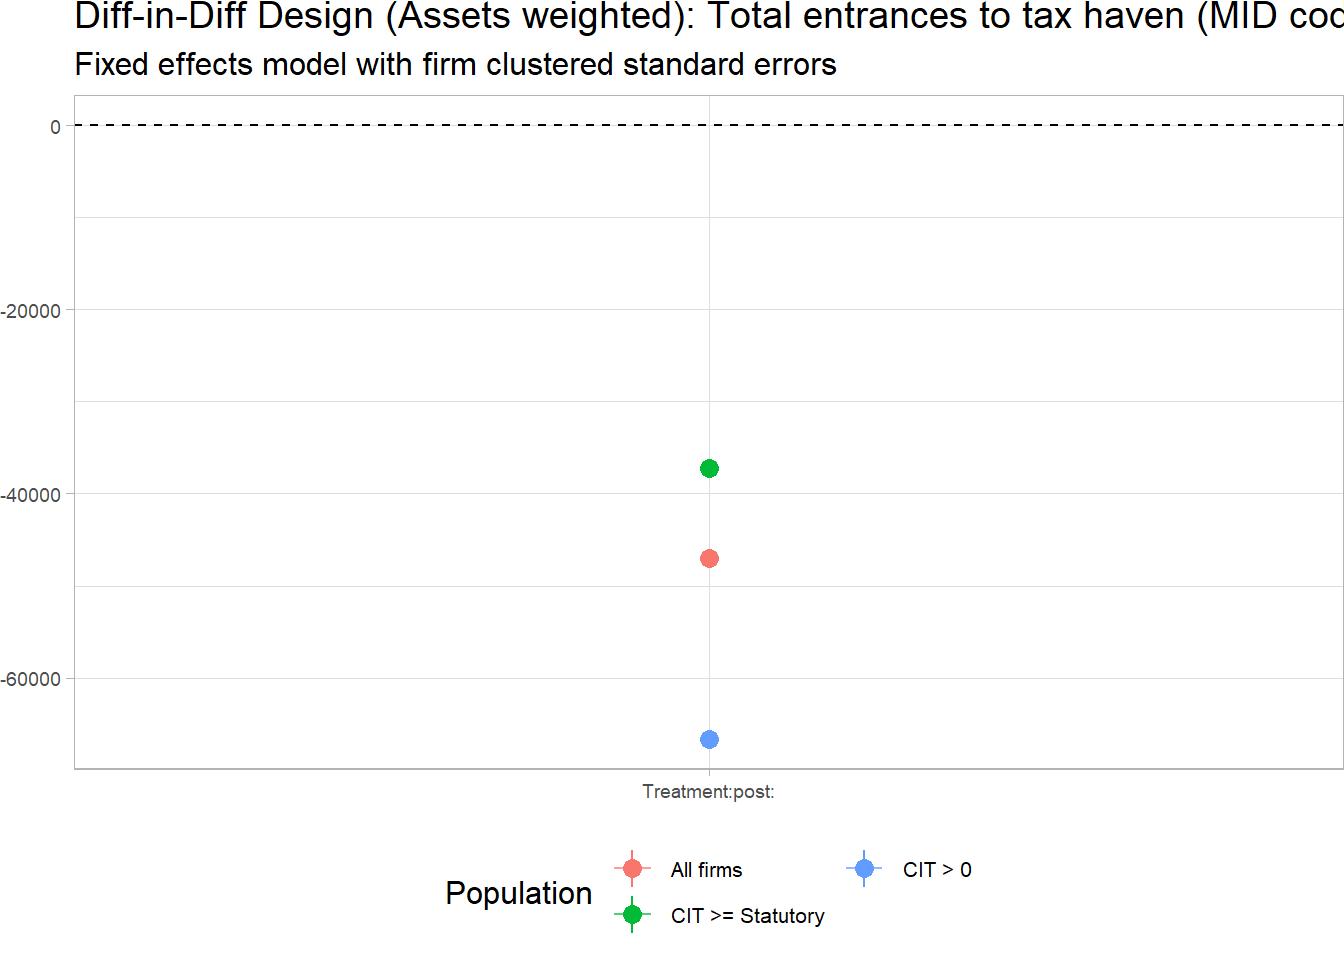 Diff-in-Diff Design (Assets weighted): Total entrances to tax haven (MID coc
Fixed effects model with firm clustered standard errors
0
-20000
-40000
-60000
Treatment:post:
Population
All firms
CIT > 0
CIT >= Statutory